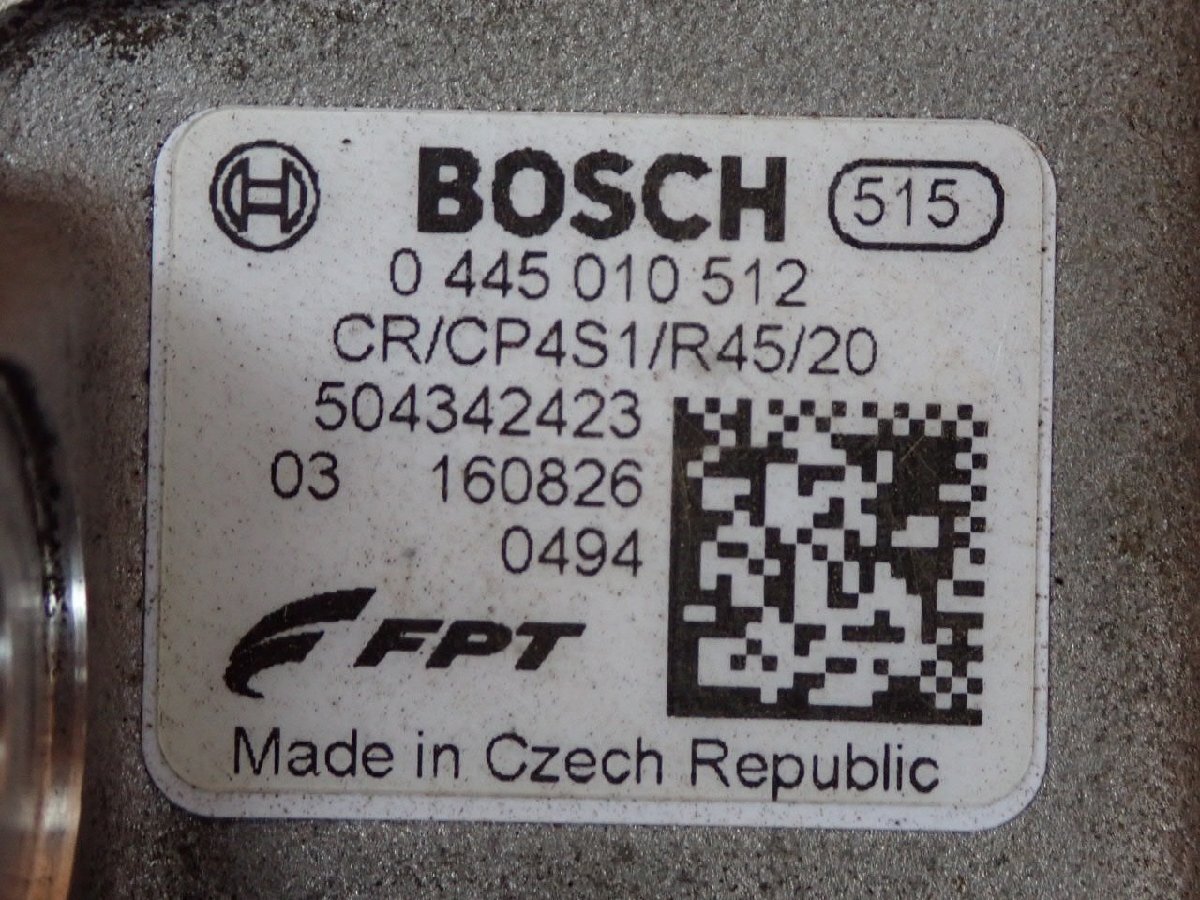 BOSCH 515
0 445 010 512
CR/CP4S1/R45/20
504342423
03 160826
0494
FPT
Made in Czech Republic